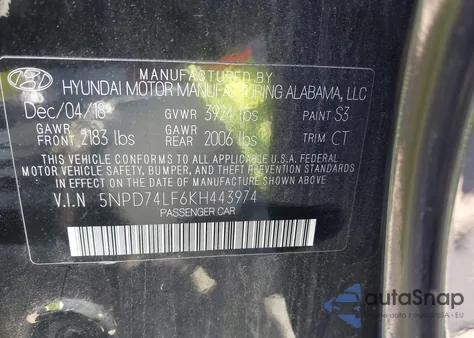 MANUFACTURED BY
HYUNDAI MOTOR MANUFACTURING ALABAMA, LLC
Dec/04/18 GVWR 3924 lbs PAINT S3
GAWR FRONT 2183 lbs GAWR REAR 2006 lbs TRIM CT
THIS VEHICLE CONFORMS TO ALL APPLICABLE U.S.A. FEDERAL
MOTOR VEHICLE SAFETY, BUMPER, AND THEFT PREVENTION STANDARDS
IN EFFECT ON THE DATE OF MANUFACTURE SHOWN ABOVE.
V.I.N 5NPD74LF6KH443974
PASSENGER CAR
autoSnap
USA - EU